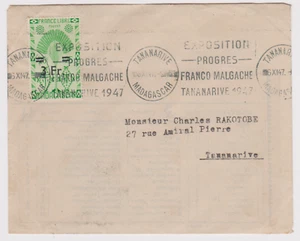 FRANCE LIBRE
3 Fr.
EXPOSITION
PROGRES
FRANCO MALGACHE
TANANARIVE 1947
TANANARIVE
MADAGASCAR
EXPOSITION
PROGRES
FRANCO MALGACHE
TANANARIVE 1947
Monsieur Charles RAKOTOBE
27 rue Amiral Pierre
Tananarive